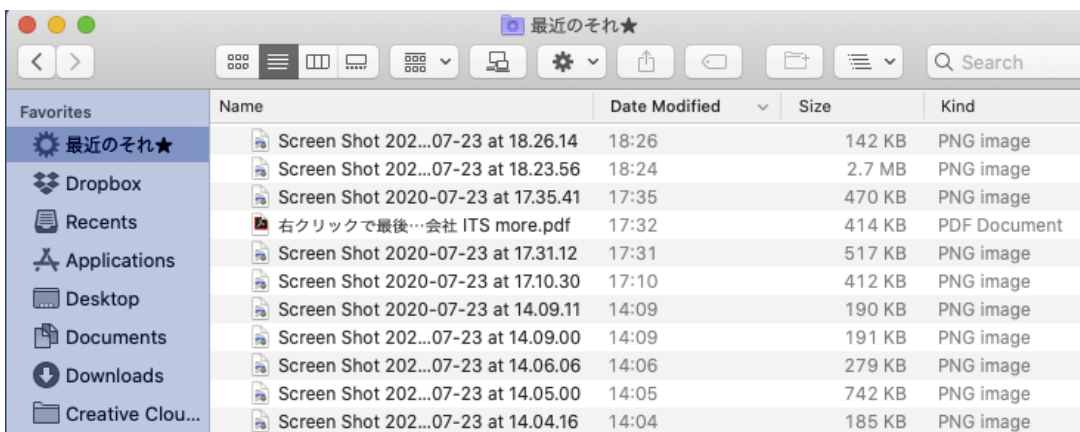 最近のそれ★
Search
Favorites
最近のそれ★
Dropbox
Recents
Applications
Desktop
Documents
Downloads
Creative Clou...
Name Date Modified Size Kind
Screen Shot 202...07-23 at 18.26.14 18:26 142 KB PNG image
Screen Shot 202...07-23 at 18.23.56 18:24 2.7 MB PNG image
Screen Shot 2020-07-23 at 17.35.41 17:35 470 KB PNG image
右クリックで最後…会社 ITS more.pdf 17:32 414 KB PDF Document
Screen Shot 2020-07-23 at 17.31.12 17:31 517 KB PNG image
Screen Shot 2020-07-23 at 17.10.30 17:10 412 KB PNG image
Screen Shot 2020-07-23 at 14.09.11 14:09 190 KB PNG image
Screen Shot 202...07-23 at 14.09.00 14:09 191 KB PNG image
Screen Shot 202...07-23 at 14.06.06 14:06 279 KB PNG image
Screen Shot 202...07-23 at 14.05.00 14:05 742 KB PNG image
Screen Shot 202...07-23 at 14.04.16 14:04 185 KB PNG image